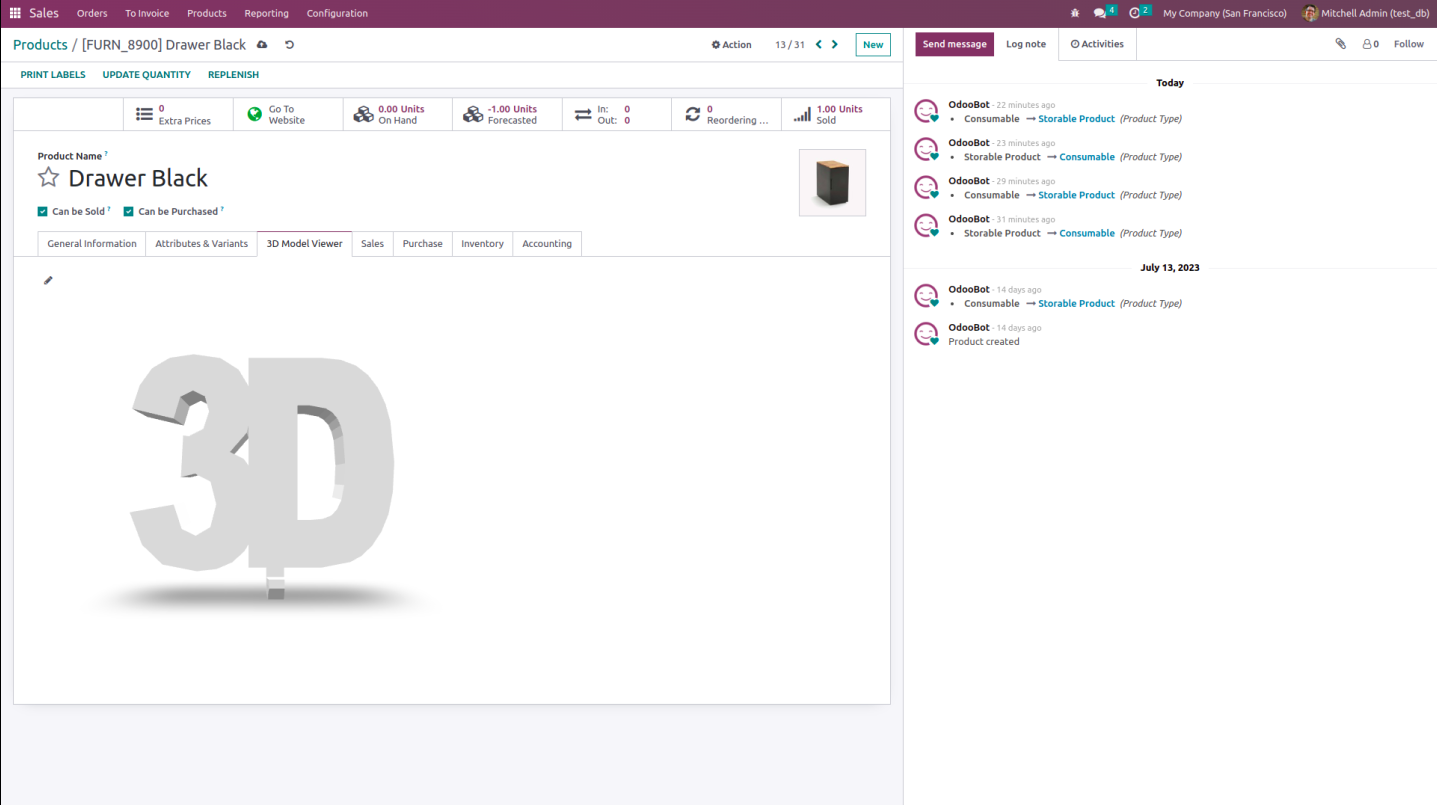 Sales Orders To Invoice Products Reporting Configuration 4 2 My Company (San Francisco) Mitchell Admin (test_db)
Products / [FURN_8900] Drawer Black Action 13 / 31 New
PRINT LABELS UPDATE QUANTITY REPLENISH
0
Extra Prices
Go To
Website
0.00 Units
On Hand
-1.00 Units
Forecasted
In: 0
Out: 0
0
Reordering ...
1.00 Units
Sold
Product Name ?
Drawer Black
Can be Sold ? Can be Purchased ?
General Information Attributes & Variants 3D Model Viewer Sales Purchase Inventory Accounting
3D
Send message Log note Activities 0 Follow
Today
OdooBot - 22 minutes ago
• Consumable → Storable Product (Product Type)
OdooBot - 23 minutes ago
• Storable Product → Consumable (Product Type)
OdooBot - 29 minutes ago
• Consumable → Storable Product (Product Type)
OdooBot - 31 minutes ago
• Storable Product → Consumable (Product Type)
July 13, 2023
OdooBot - 14 days ago
• Consumable → Storable Product (Product Type)
OdooBot - 14 days ago
Product created